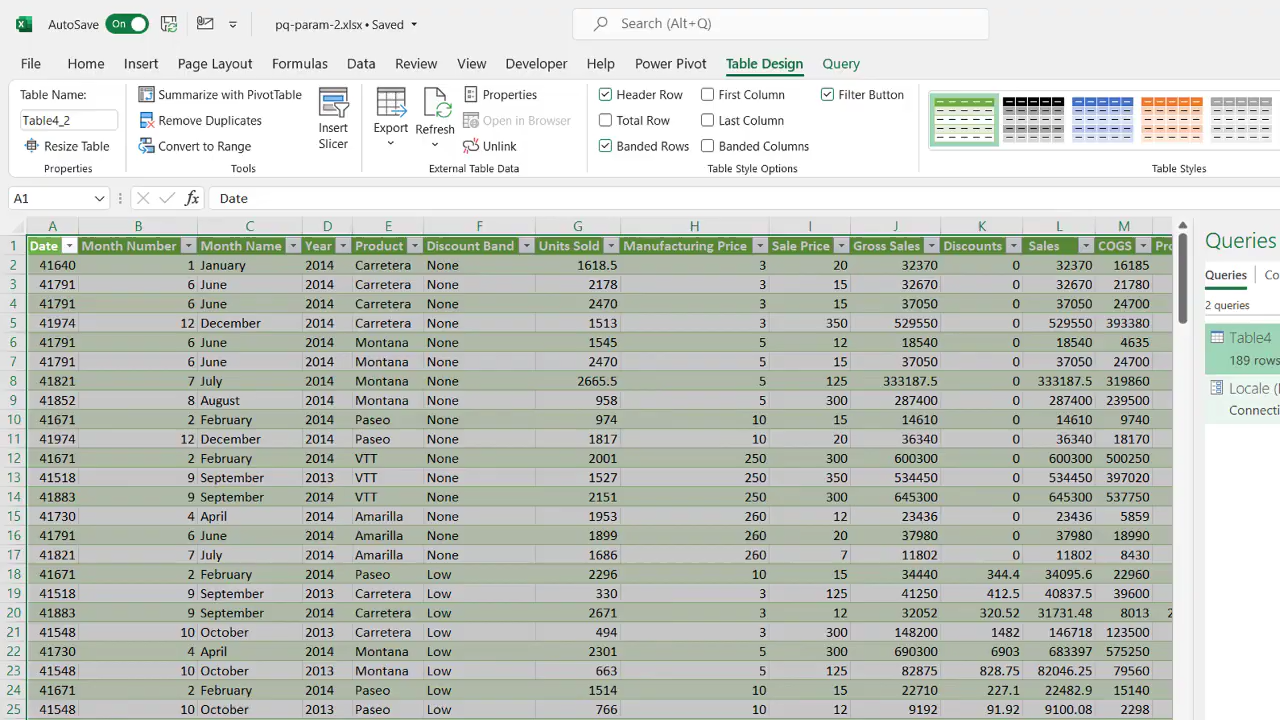 AutoSave On pq-param-2.xlsx • Saved Search (Alt+Q)
File Home Insert Page Layout Formulas Data Review View Developer Help Power Pivot Table Design Query
Table Name:
Table4_2
Resize Table
Properties
Summarize with PivotTable
Remove Duplicates
Convert to Range
Tools
Insert
Slicer
Export
Refresh
Properties
Open in Browser
Unlink
External Table Data
Header Row First Column Filter Button
Total Row Last Column
Banded Rows Banded Columns
Table Style Options
Table Styles
A1 fx Date
A B C D E F G H I J K L M
1 Date Month Number Month Name Year Product Discount Band Units Sold Manufacturing Price Sale Price Gross Sales Discounts Sales COGS Pro
2 41640 1 January 2014 Carretera None 1618.5 3 20 32370 0 32370 16185
3 41791 6 June 2014 Carretera None 2178 3 15 32670 0 32670 21780
4 41791 6 June 2014 Carretera None 2470 3 15 37050 0 37050 24700
5 41974 12 December 2014 Carretera None 1513 3 350 529550 0 529550 393380
6 41791 6 June 2014 Montana None 1545 5 12 18540 0 18540 4635
7 41791 6 June 2014 Montana None 2470 5 15 37050 0 37050 24700
8 41821 7 July 2014 Montana None 2665.5 5 125 333187.5 0 333187.5 319860
9 41852 8 August 2014 Montana None 958 5 300 287400 0 287400 239500
10 41671 2 February 2014 Paseo None 974 10 15 14610 0 14610 9740
11 41974 12 December 2014 Paseo None 1817 10 20 36340 0 36340 18170
12 41671 2 February 2014 VTT None 2001 250 300 600300 0 600300 500250
13 41518 9 September 2013 VTT None 1527 250 350 534450 0 534450 397020
14 41883 9 September 2014 VTT None 2151 250 300 645300 0 645300 537750
15 41730 4 April 2014 Amarilla None 1953 260 12 23436 0 23436 5859
16 41791 6 June 2014 Amarilla None 1899 260 20 37980 0 37980 18990
17 41821 7 July 2014 Amarilla None 1686 260 7 11802 0 11802 8430
18 41671 2 February 2014 Paseo Low 2296 10 15 34440 344.4 34095.6 22960
19 41518 9 September 2013 Carretera Low 330 3 125 41250 412.5 40837.5 39600
20 41883 9 September 2014 Carretera Low 2671 3 12 32052 320.52 31731.48 8013 2
21 41548 10 October 2013 Carretera Low 494 3 300 148200 1482 146718 123500
22 41730 4 April 2014 Carretera Low 2301 5 300 690300 6903 683397 575250
23 41548 10 October 2013 Montana Low 663 5 125 82875 828.75 82046.25 79560
24 41671 2 February 2014 Paseo Low 1514 10 15 22710 227.1 22482.9 15140
25 41548 10 October 2013 Paseo Low 766 10 12 9192 91.92 9100.08 2298
Queries
Queries Co
2 queries
Table4
189 rows
Locale (
Connecti